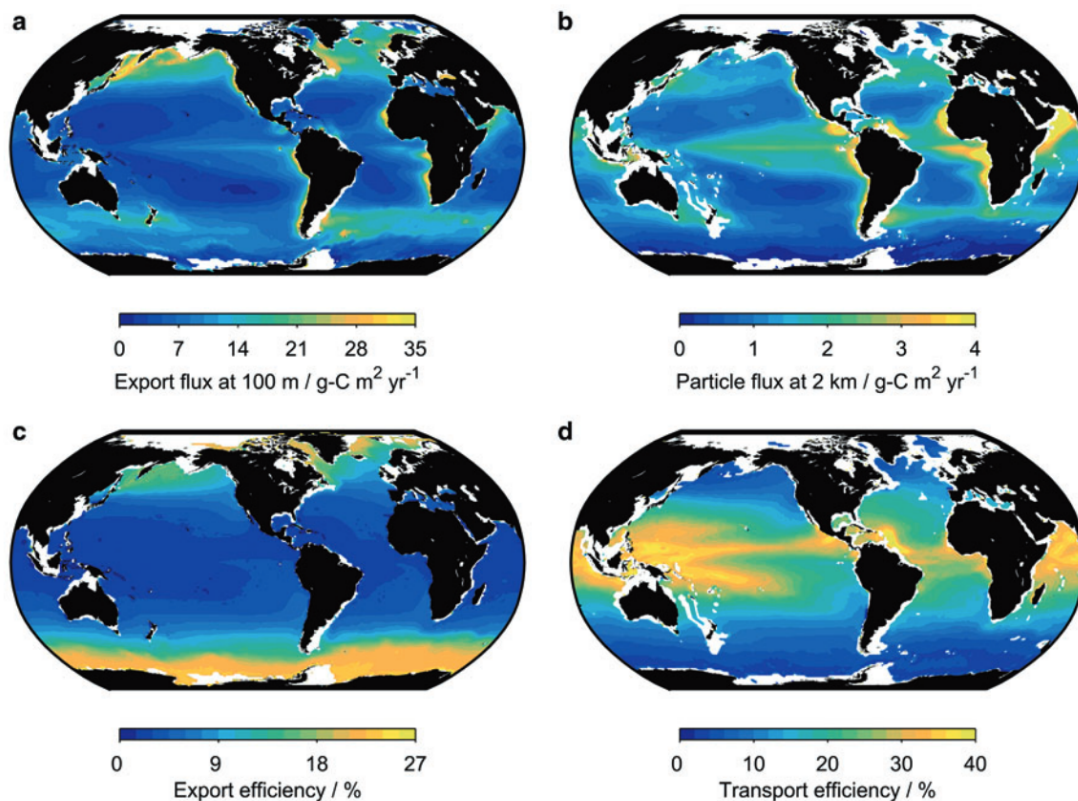 a
b
0 7 14 21 28 35
Export flux at 100 m / g-C m² yr⁻¹
0 1 2 3 4
Particle flux at 2 km / g-C m² yr⁻¹
c
d
0 9 18 27
Export efficiency / %
0 10 20 30 40
Transport efficiency / %